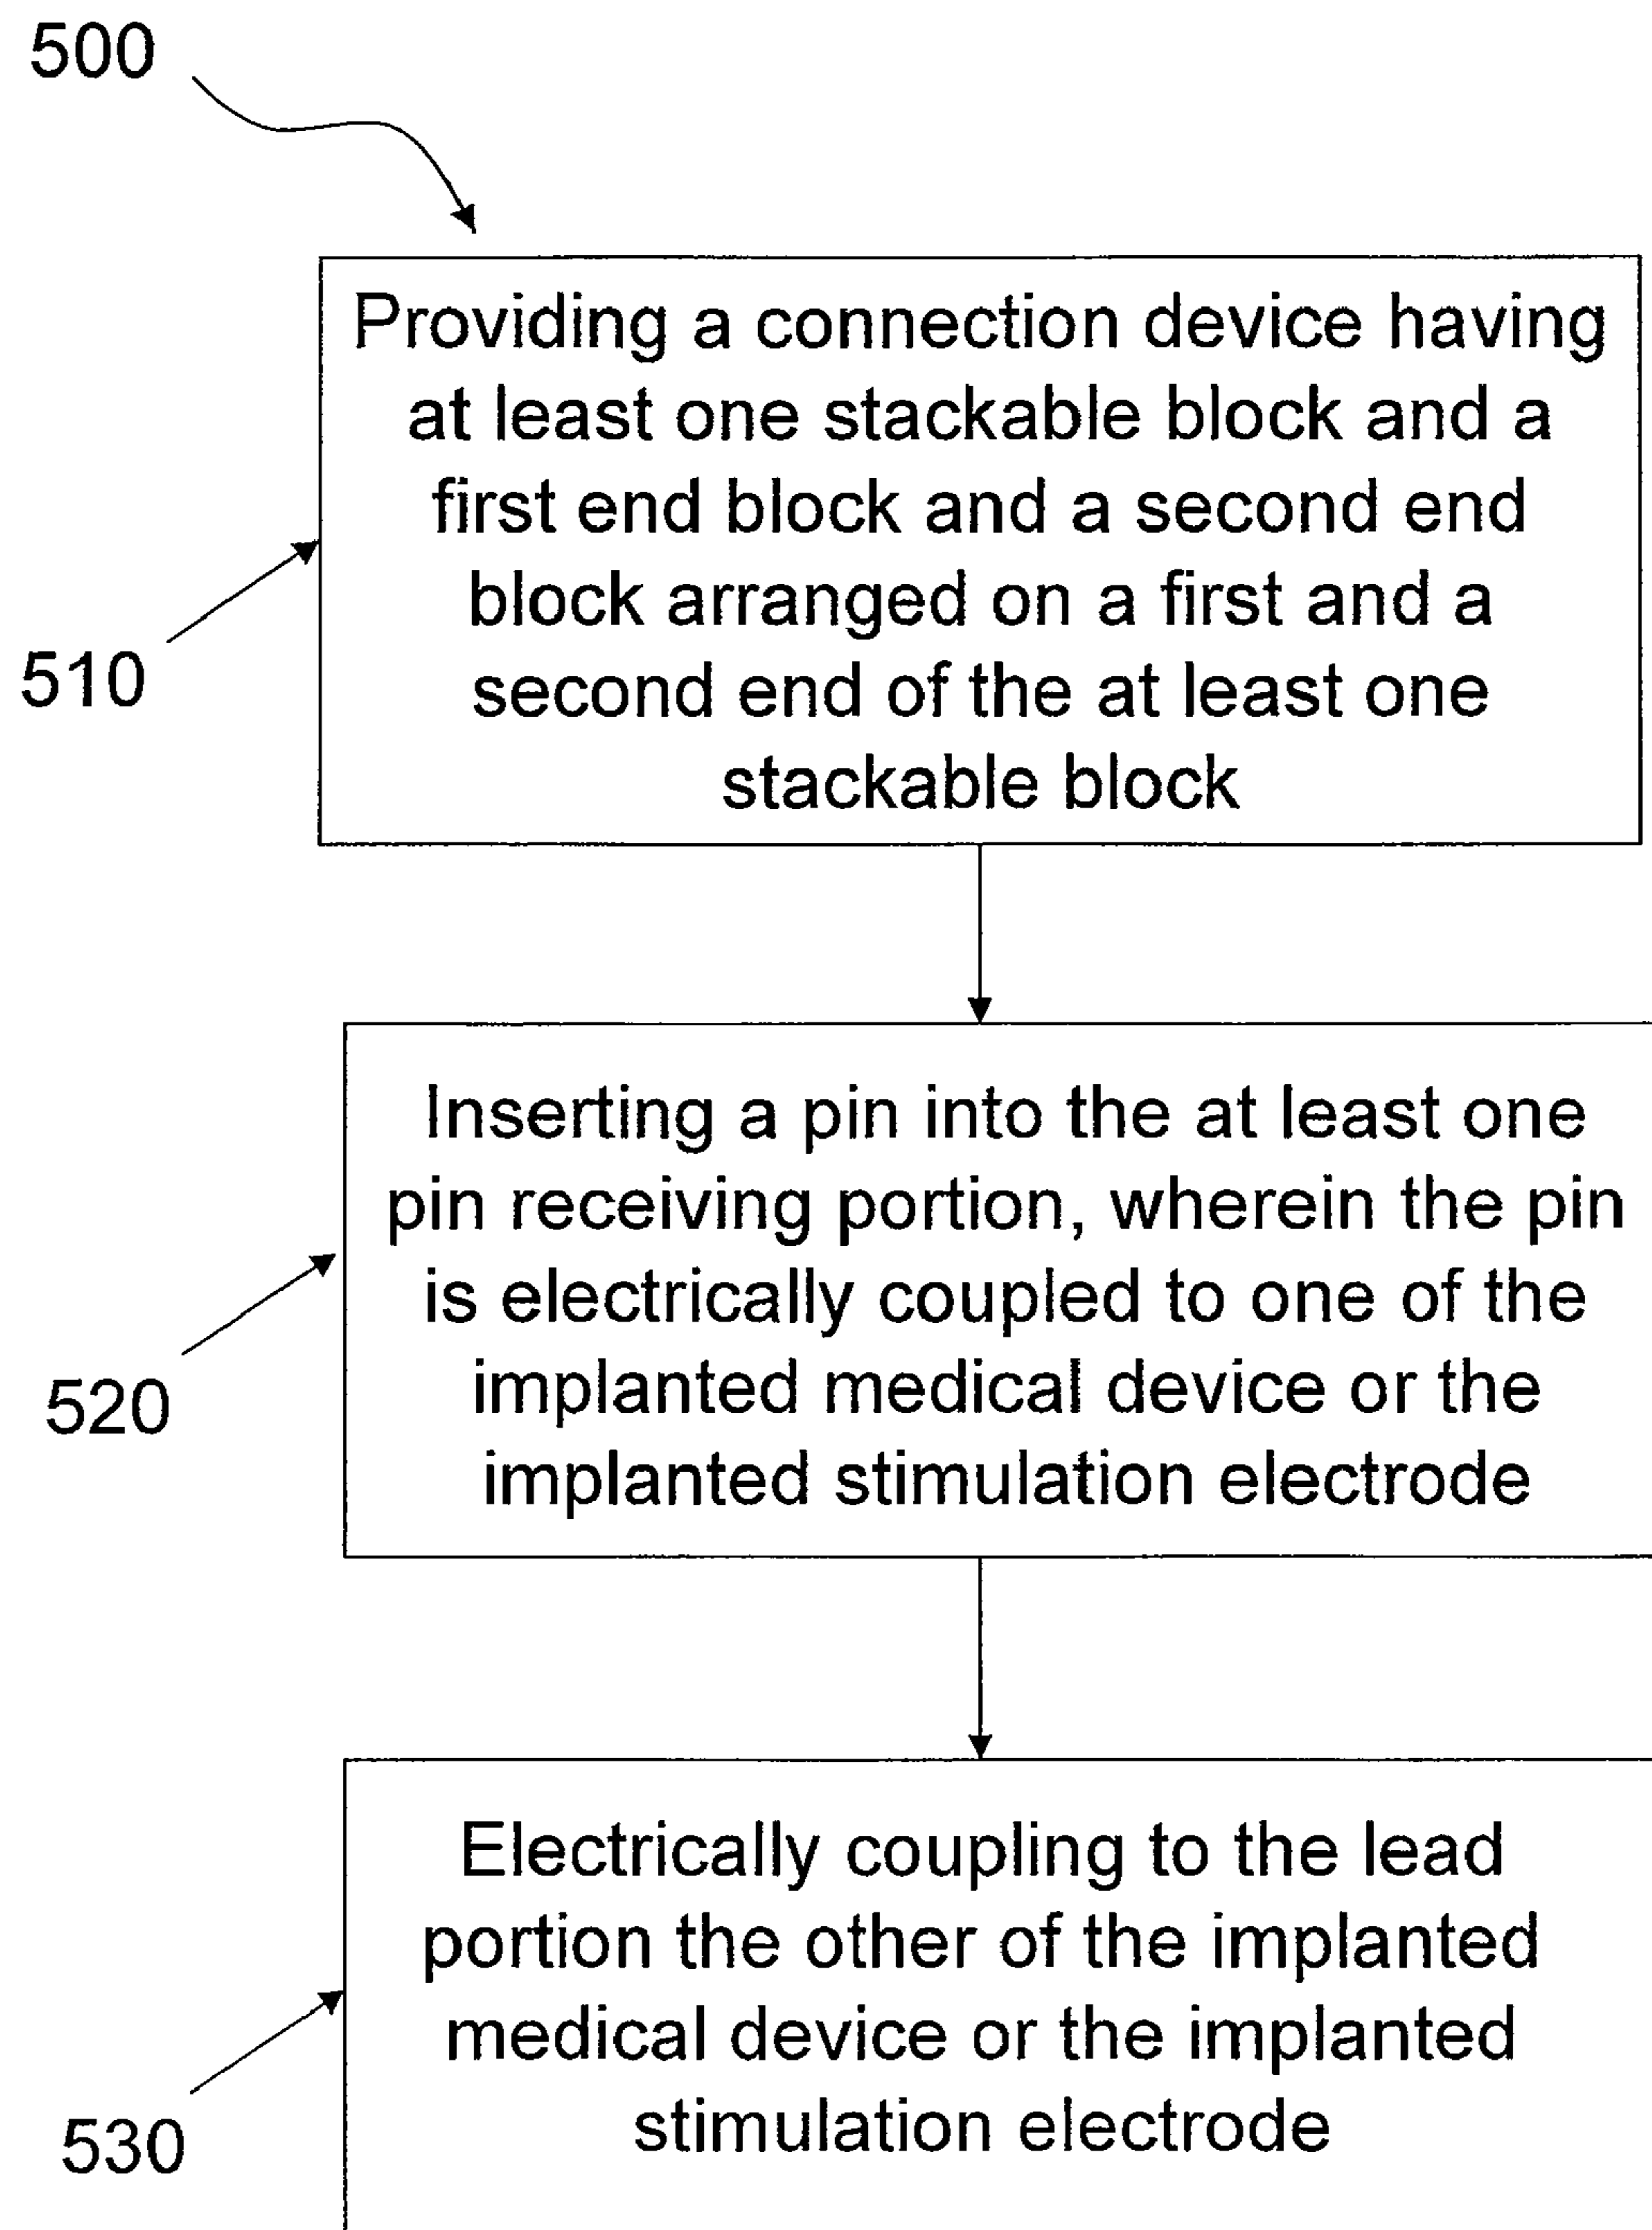 500
Providing a connection device having
at least one stackable block and a
first end block and a second end
block arranged on a first and a
second end of the at least one
stackable block
510
Inserting a pin into the at least one
pin receiving portion, wherein the pin
is electrically coupled to one of the
implanted medical device or the
implanted stimulation electrode
520
Electrically coupling to the lead
portion the other of the implanted
medical device or the implanted
stimulation electrode
530